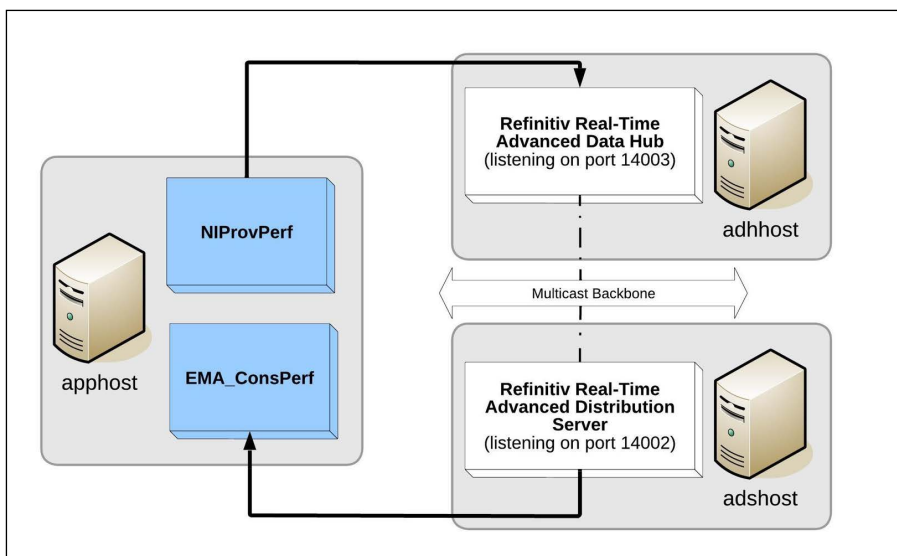 Refinitiv Real-Time
Advanced Data Hub
(listening on port 14003)
adhhost
NIProvPerf
Multicast Backbone
EMA_ConsPerf
apphost
Refinitiv Real-Time
Advanced Distribution
Server
(listening on port 14002)
adshost